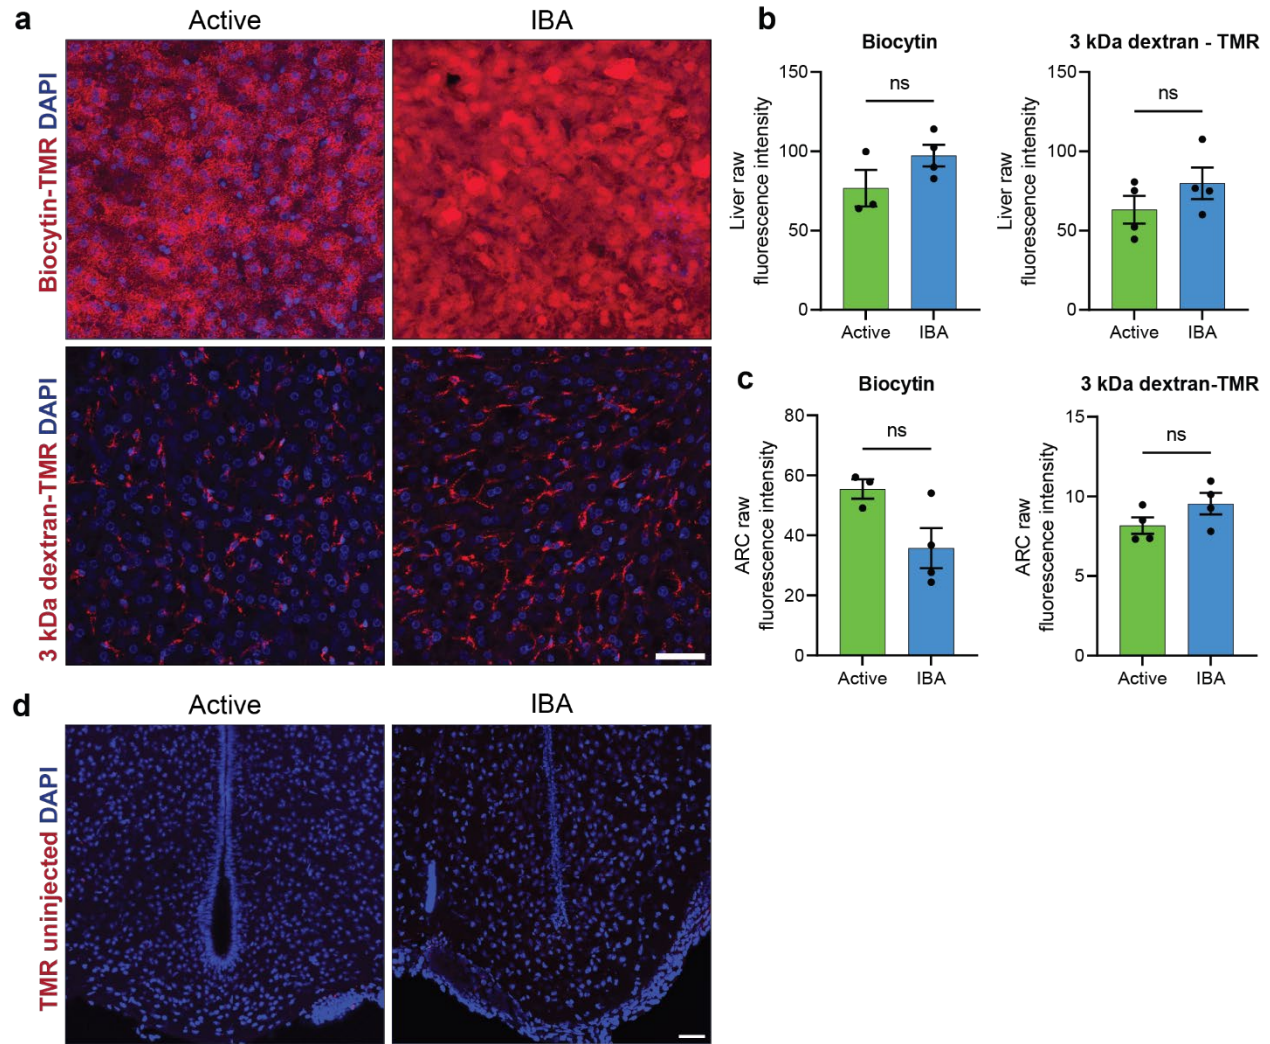 a
Active
IBA
Biocytin-TMR DAPI
3 kDa dextran-TMR DAPI
b
Biocytin
Liver raw
fluorescence intensity
150
100
50
0
ns
Active
IBA
3 kDa dextran - TMR
Liver raw
fluorescence intensity
150
100
50
0
ns
Active
IBA
c
Biocytin
ARC raw
fluorescence intensity
80
60
40
20
0
ns
Active
IBA
3 kDa dextran-TMR
ARC raw
fluorescence intensity
15
10
5
0
ns
Active
IBA
d
Active
IBA
TMR uninjected DAPI